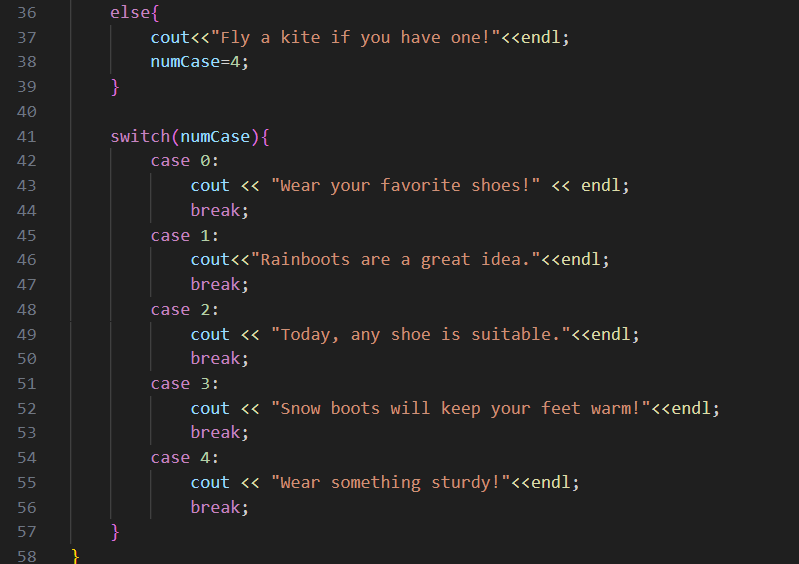 36 else{
37 cout<<"Fly a kite if you have one!"<<endl;
38 numCase=4;
39 }
40
41 switch(numCase){
42 case 0:
43 cout << "Wear your favorite shoes!" << endl;
44 break;
45 case 1:
46 cout<<"Rainboots are a great idea."<<endl;
47 break;
48 case 2:
49 cout << "Today, any shoe is suitable."<<endl;
50 break;
51 case 3:
52 cout << "Snow boots will keep your feet warm!"<<endl;
53 break;
54 case 4:
55 cout << "Wear something sturdy!"<<endl;
56 break;
57 }
58 }